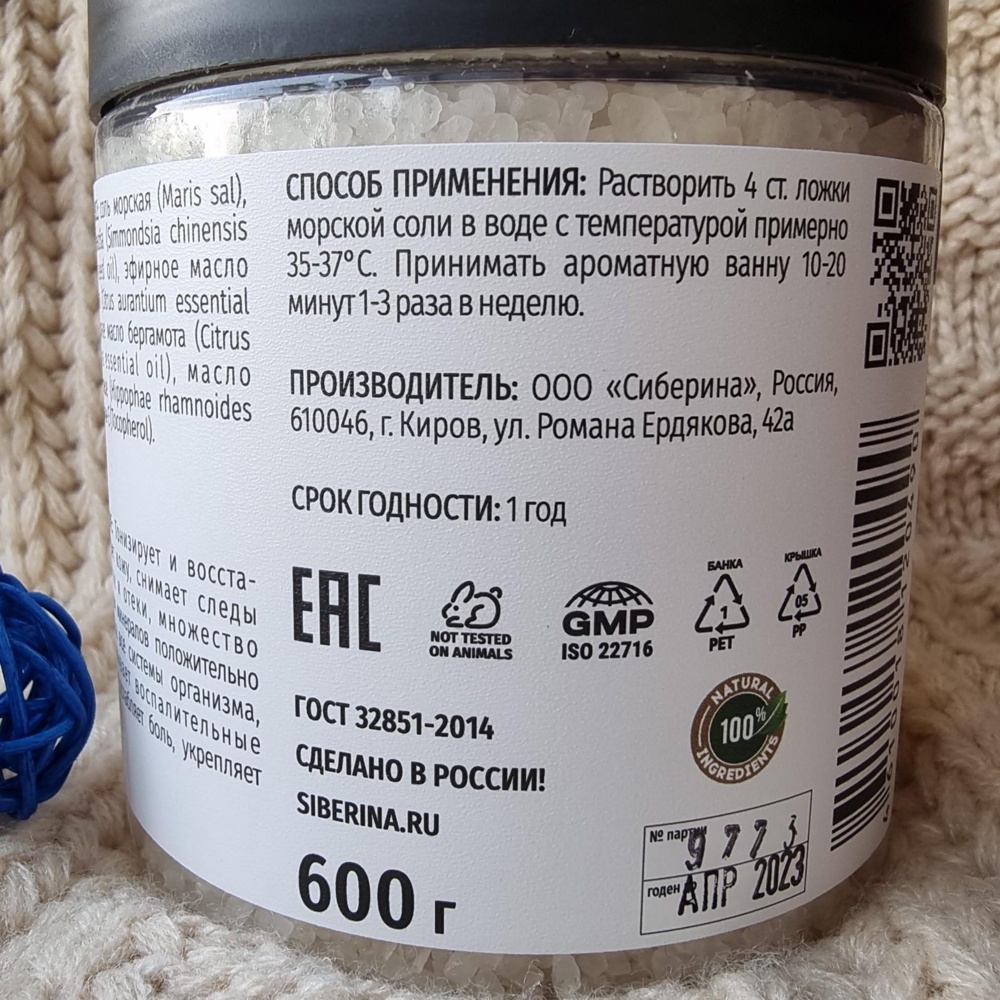 соль морская (Maris sal),
(Simmondsia chinensis
oil), эфирное масло
aurantium essential
масло бергамота (Citrus
essential oil), масло
Hippophae rhamnoides
(Tocopherol).
Тонизирует и восста-
кожу, снимает следы
и отеки, множество
минералов положительно
все системы организма,
воспалительные
боль, укрепляет
СПОСОБ ПРИМЕНЕНИЯ: Растворить 4 ст. ложки
морской соли в воде с температурой примерно
35-37°С. Принимать ароматную ванну 10-20
минут 1-3 раза в неделю.
ПРОИЗВОДИТЕЛЬ: ООО «Сиберина», Россия,
610046, г. Киров, ул. Романа Ердякова, 42а
СРОК ГОДНОСТИ: 1 год
EAC
NOT TESTED
ON ANIMALS
GMP
ISO 22716
БАНКА
1
PET
КРЫШКА
05
PP
NATURAL
100%
INGREDIENTS
ГОСТ 32851-2014
СДЕЛАНО В РОССИИ!
SIBERINA.RU
600 г
№ партии 9773
годен АПР 2023